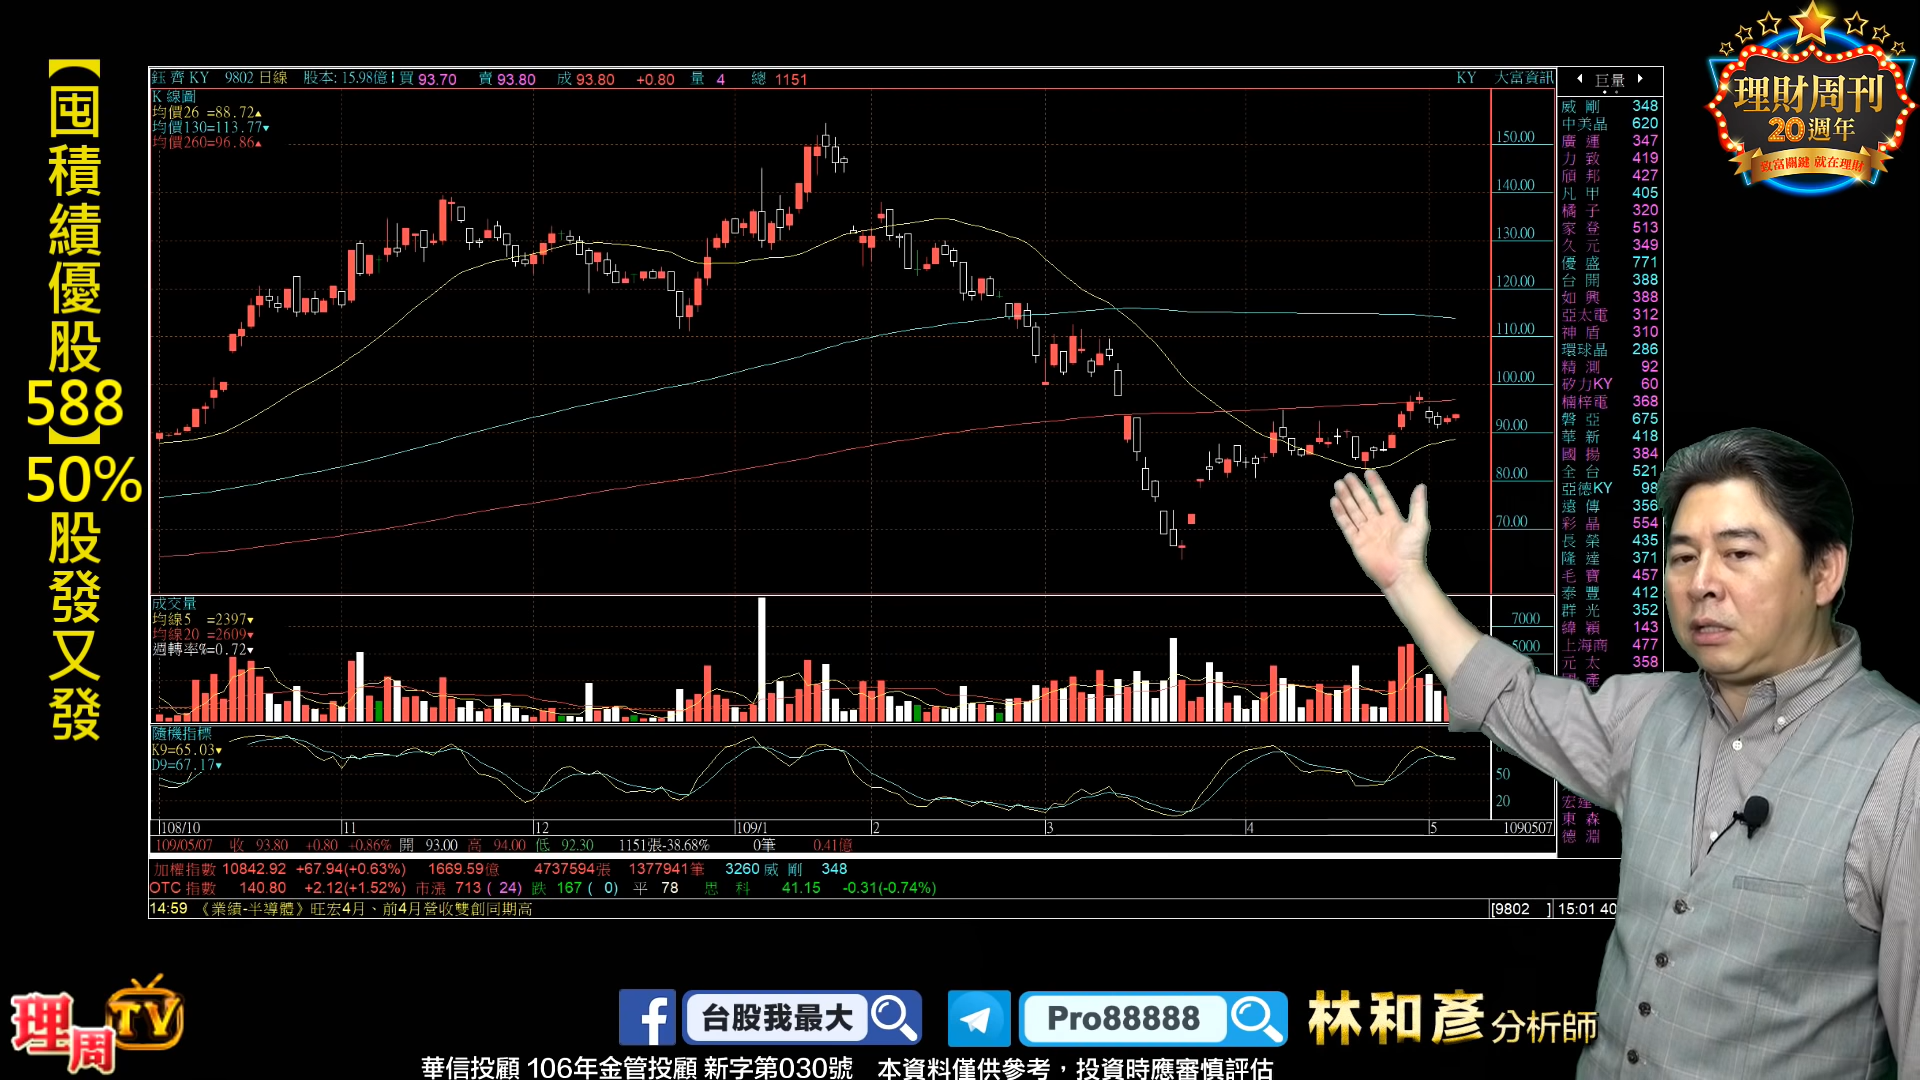 【囤積績優股588】50%股發又發
鈺齊KY 9802 日線 股本: 15.98億 買 93.70 賣 93.80 成 93.80 +0.80 量 4 總 1151 KY 大富資訊
K 線圖
均價26 =88.72▲
均價130=113.77▼
均價260=96.86▲
150.00
140.00
130.00
120.00
110.00
100.00
90.00
80.00
70.00
成交量
均線5 =2397▼
均線20 =2609▼
週轉率%=0.72▼
7000
5000
隨機指標
K9=65.03▼
D9=67.17▼
50
20
108/10 11 12 109/1 2 3 4 5 1090507
109/05/07 收 93.80 +0.80 +0.86% 開 93.00 高 94.00 低 92.30 1151張-38.68% 0筆 0.41億
加權指數 10842.92 +67.94(+0.63%) 1669.59億 4737594張 1377941筆 3260 威剛 348
OTC 指數 140.80 +2.12(+1.52%) 市漲 713 ( 24) 跌 167 ( 0) 平 78 思科 41.15 -0.31(-0.74%)
14:59 《業績-半導體》旺宏4月、前4月營收雙創同期高 [9802 ] 15:01 40
◀ 巨量 ▶
威剛 348
中美晶 620
廣運 347
力致 419
頎邦 427
凡甲 405
橘子 320
家登 513
久元 349
優盛 771
台開 388
如興 388
亞太電 312
神盾 310
環球晶 286
精測 92
矽力KY 60
楠梓電 368
磐亞 675
華新 418
國揚 384
全台 521
亞德KY 98
遠傳 356
彩晶 554
長榮 435
隆達 371
毛寶 457
泰豐 412
群光 352
緯穎 143
上海商 477
元太 358
東森
德淵
理財周刊
20週年
致富關鍵 就在理財
理周TV
台股我最大
Pro88888
林和彥 分析師
華信投顧 106年金管投顧 新字第030號 本資料僅供參考，投資時應審慎評估